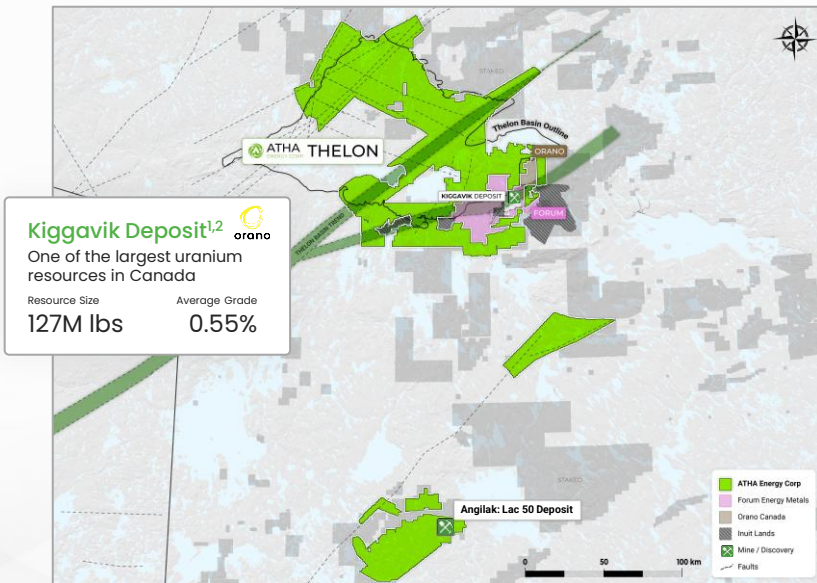 STAKED
Thelon Basin Outline
ATHA
ENERGY CORP
THELON
ORANO
KIGGAVIK DEPOSIT
FORUM
THELON BASIN TREND
Kiggavik Deposit1,2
orano
One of the largest uranium
resources in Canada
Resource Size Average Grade
127M lbs 0.55%
STAKED
Angilak: Lac 50 Deposit
ATHA Energy Corp
Forum Energy Metals
Orano Canada
Inuit Lands
Mine / Discovery
Faults
0 50 100 km